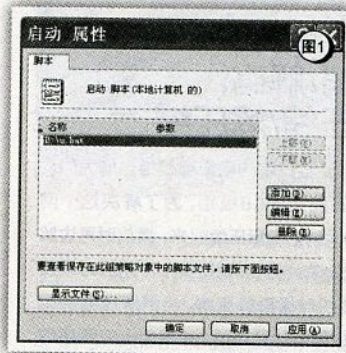 启动 属性
图1
脚本
启动 脚本(本地计算机 的)
名称 参数
上移(U)
下移(N)
添加(D)...
编辑(E)...
删除(R)
要查看保存在此组策略对象中的脚本文件，请按下面按钮。
显示文件(S)...
确定 取消 应用(A)